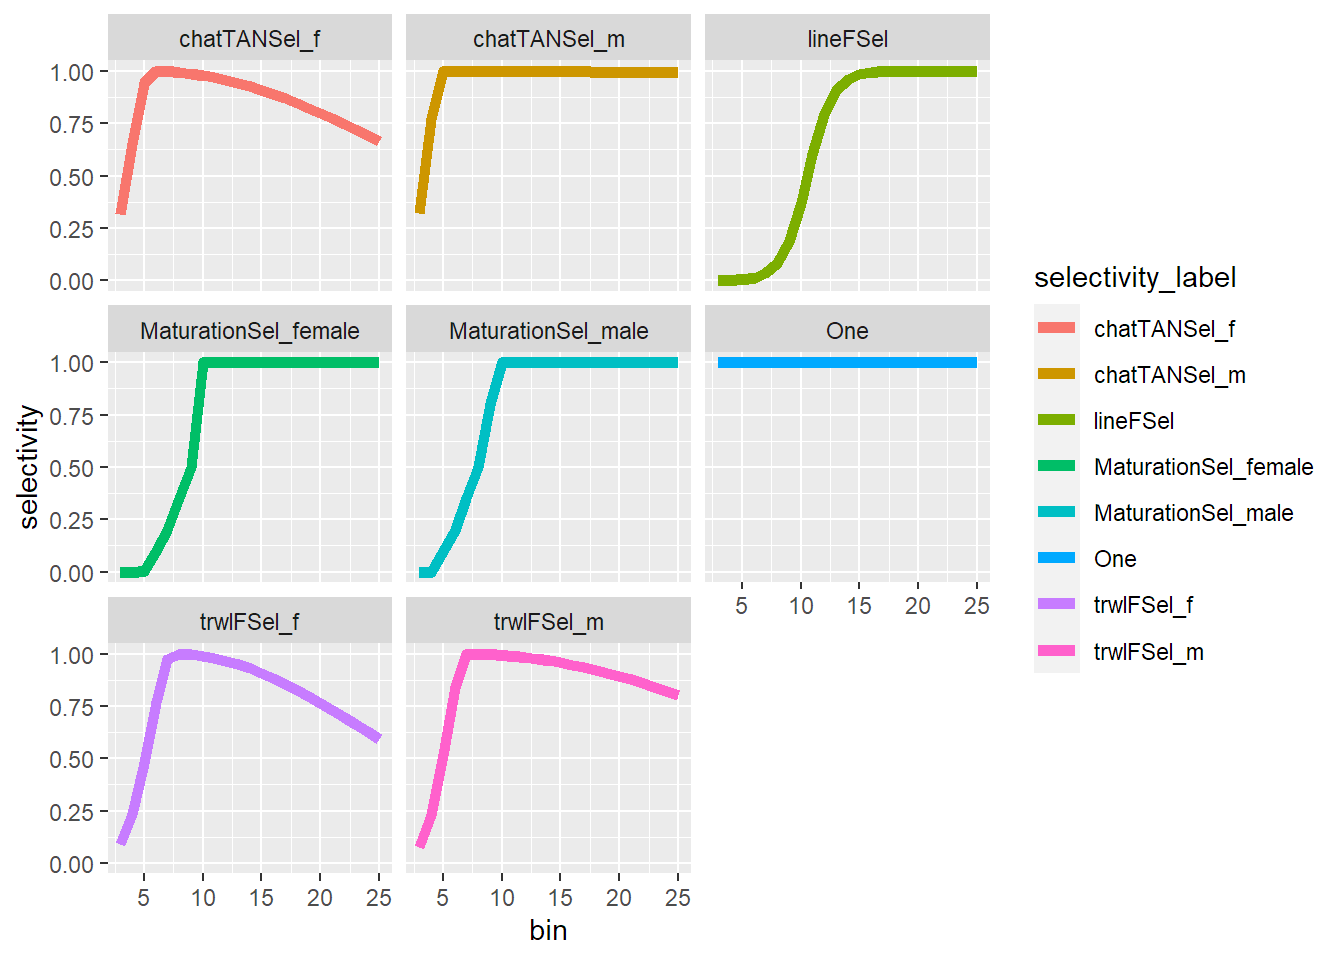 chatTANSel_f
chatTANSel_m
lineFSel
1.00
0.75
0.50
0.25
0.00
MaturationSel_female
MaturationSel_male
One
1.00
0.75
0.50
0.25
0.00
5 10 15 20 25
trwlFSel_f
trwlFSel_m
1.00
0.75
0.50
0.25
0.00
5 10 15 20 25
5 10 15 20 25
bin
selectivity
selectivity_label
chatTANSel_f
chatTANSel_m
lineFSel
MaturationSel_female
MaturationSel_male
One
trwlFSel_f
trwlFSel_m